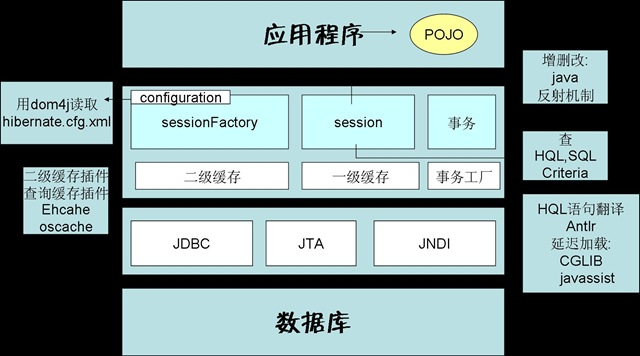 应用程序
POJO
增删改:
java
反射机制
用dom4j读取
hibernate.cfg.xml
configuration
sessionFactory
session
事务
查
HQL,SQL
Criteria
二级缓存
一级缓存
事务工厂
二级缓存插件
查询缓存插件
Ehcahe
oscache
HQL语句翻译
Antlr
延迟加载:
CGLIB
javassist
JDBC
JTA
JNDI
数据库